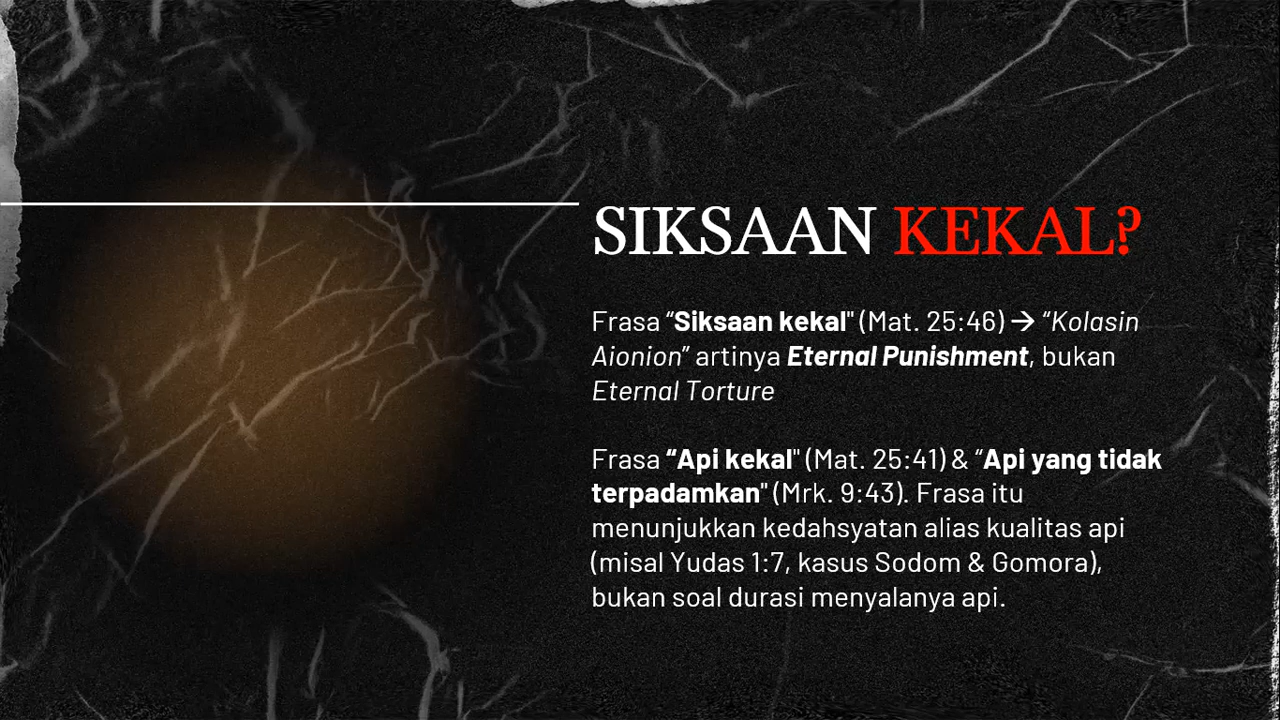 SIKSAAN KEKAL?
Frasa “Siksaan kekal" (Mat. 25:46) → “Kolasin
Aionion” artinya Eternal Punishment, bukan
Eternal Torture
Frasa “Api kekal" (Mat. 25:41) & “Api yang tidak
terpadamkan" (Mrk. 9:43). Frasa itu
menunjukkan kedahsyatan alias kualitas api
(misal Yudas 1:7, kasus Sodom & Gomora),
bukan soal durasi menyalanya api.